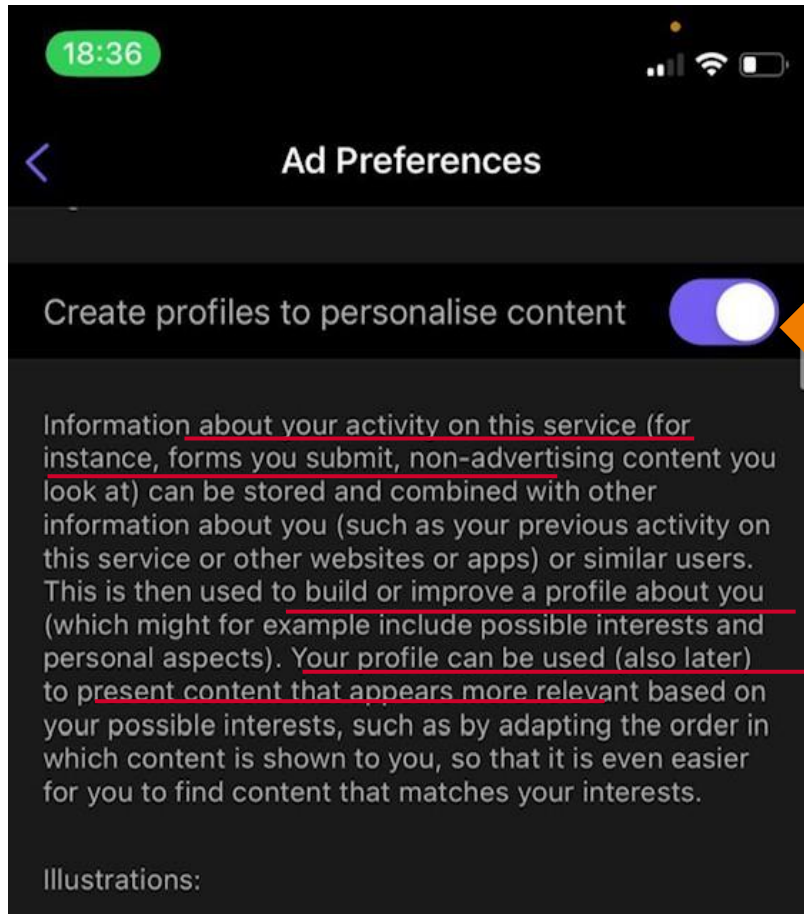 18:36
Ad Preferences
Create profiles to personalise content
Information about your activity on this service (for
instance, forms you submit, non-advertising content you
look at) can be stored and combined with other
information about you (such as your previous activity on
this service or other websites or apps) or similar users.
This is then used to build or improve a profile about you
(which might for example include possible interests and
personal aspects). Your profile can be used (also later)
to present content that appears more relevant based on
your possible interests, such as by adapting the order in
which content is shown to you, so that it is even easier
for you to find content that matches your interests.
Illustrations: